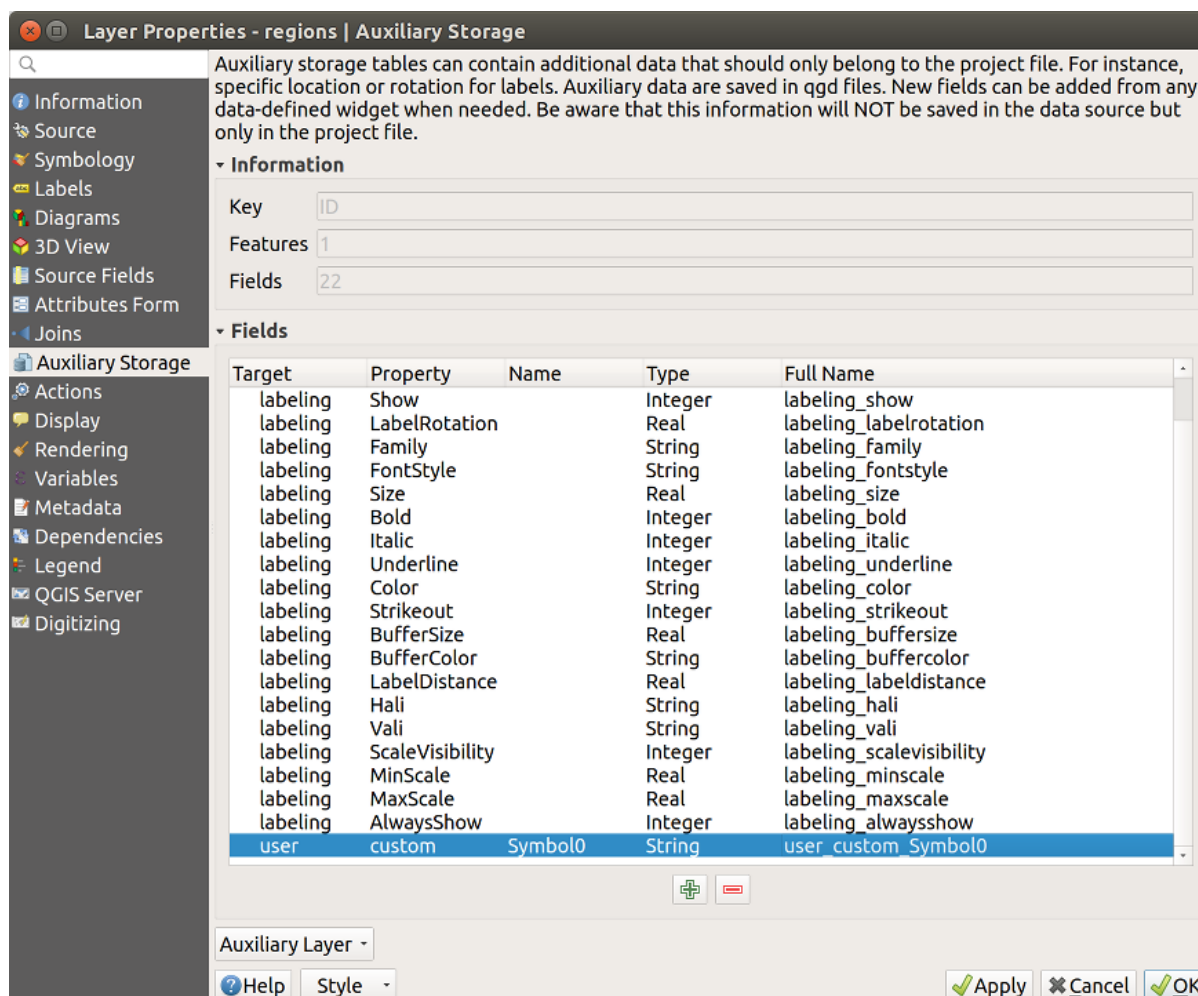 Layer Properties - regions | Auxiliary Storage
Information
Source
Symbology
Labels
Diagrams
3D View
Source Fields
Attributes Form
Joins
Auxiliary Storage
Actions
Display
Rendering
Variables
Metadata
Dependencies
Legend
QGIS Server
Digitizing
Auxiliary storage tables can contain additional data that should only belong to the project file. For instance,
specific location or rotation for labels. Auxiliary data are saved in qgd files. New fields can be added from any
data-defined widget when needed. Be aware that this information will NOT be saved in the data source but
only in the project file.
Information
Key ID
Features 1
Fields 22
Fields
Target Property Name Type Full Name
labeling Show Integer labeling_show
labeling LabelRotation Real labeling_labelrotation
labeling Family String labeling_family
labeling FontStyle String labeling_fontstyle
labeling Size Real labeling_size
labeling Bold Integer labeling_bold
labeling Italic Integer labeling_italic
labeling Underline Integer labeling_underline
labeling Color String labeling_color
labeling Strikeout Integer labeling_strikeout
labeling BufferSize Real labeling_buffersize
labeling BufferColor String labeling_buffercolor
labeling LabelDistance Real labeling_labeldistance
labeling Hali String labeling_hali
labeling Vali String labeling_vali
labeling ScaleVisibility Integer labeling_scalevisibility
labeling MinScale Real labeling_minscale
labeling MaxScale Real labeling_maxscale
labeling AlwaysShow Integer labeling_alwaysshow
user custom Symbol0 String user_custom_Symbol0
Auxiliary Layer
Help Style Apply Cancel OK